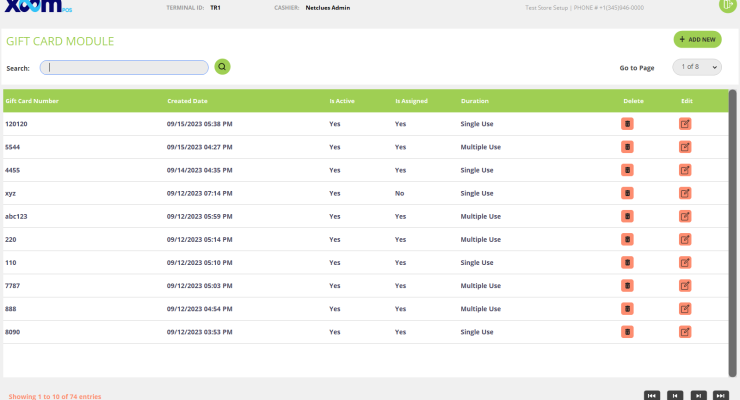 xoom POS TERMINAL ID: TR1 CASHIER: Netclues Admin Test Store Setup | PHONE # +1(345)946-0000
GIFT CARD MODULE + ADD NEW
Search: Go to Page 1 of 8
Gift Card Number Created Date Is Active Is Assigned Duration Delete Edit
120120 09/15/2023 05:38 PM Yes Yes Single Use
5544 09/15/2023 04:27 PM Yes Yes Multiple Use
4455 09/14/2023 04:35 PM Yes Yes Single Use
xyz 09/12/2023 07:14 PM Yes No Single Use
abc123 09/12/2023 05:59 PM Yes Yes Multiple Use
220 09/12/2023 05:14 PM Yes Yes Multiple Use
110 09/12/2023 05:10 PM Yes Yes Single Use
7787 09/12/2023 05:03 PM Yes Yes Multiple Use
888 09/12/2023 04:54 PM Yes Yes Multiple Use
8090 09/12/2023 03:53 PM Yes Yes Single Use
Showing 1 to 10 of 74 entries